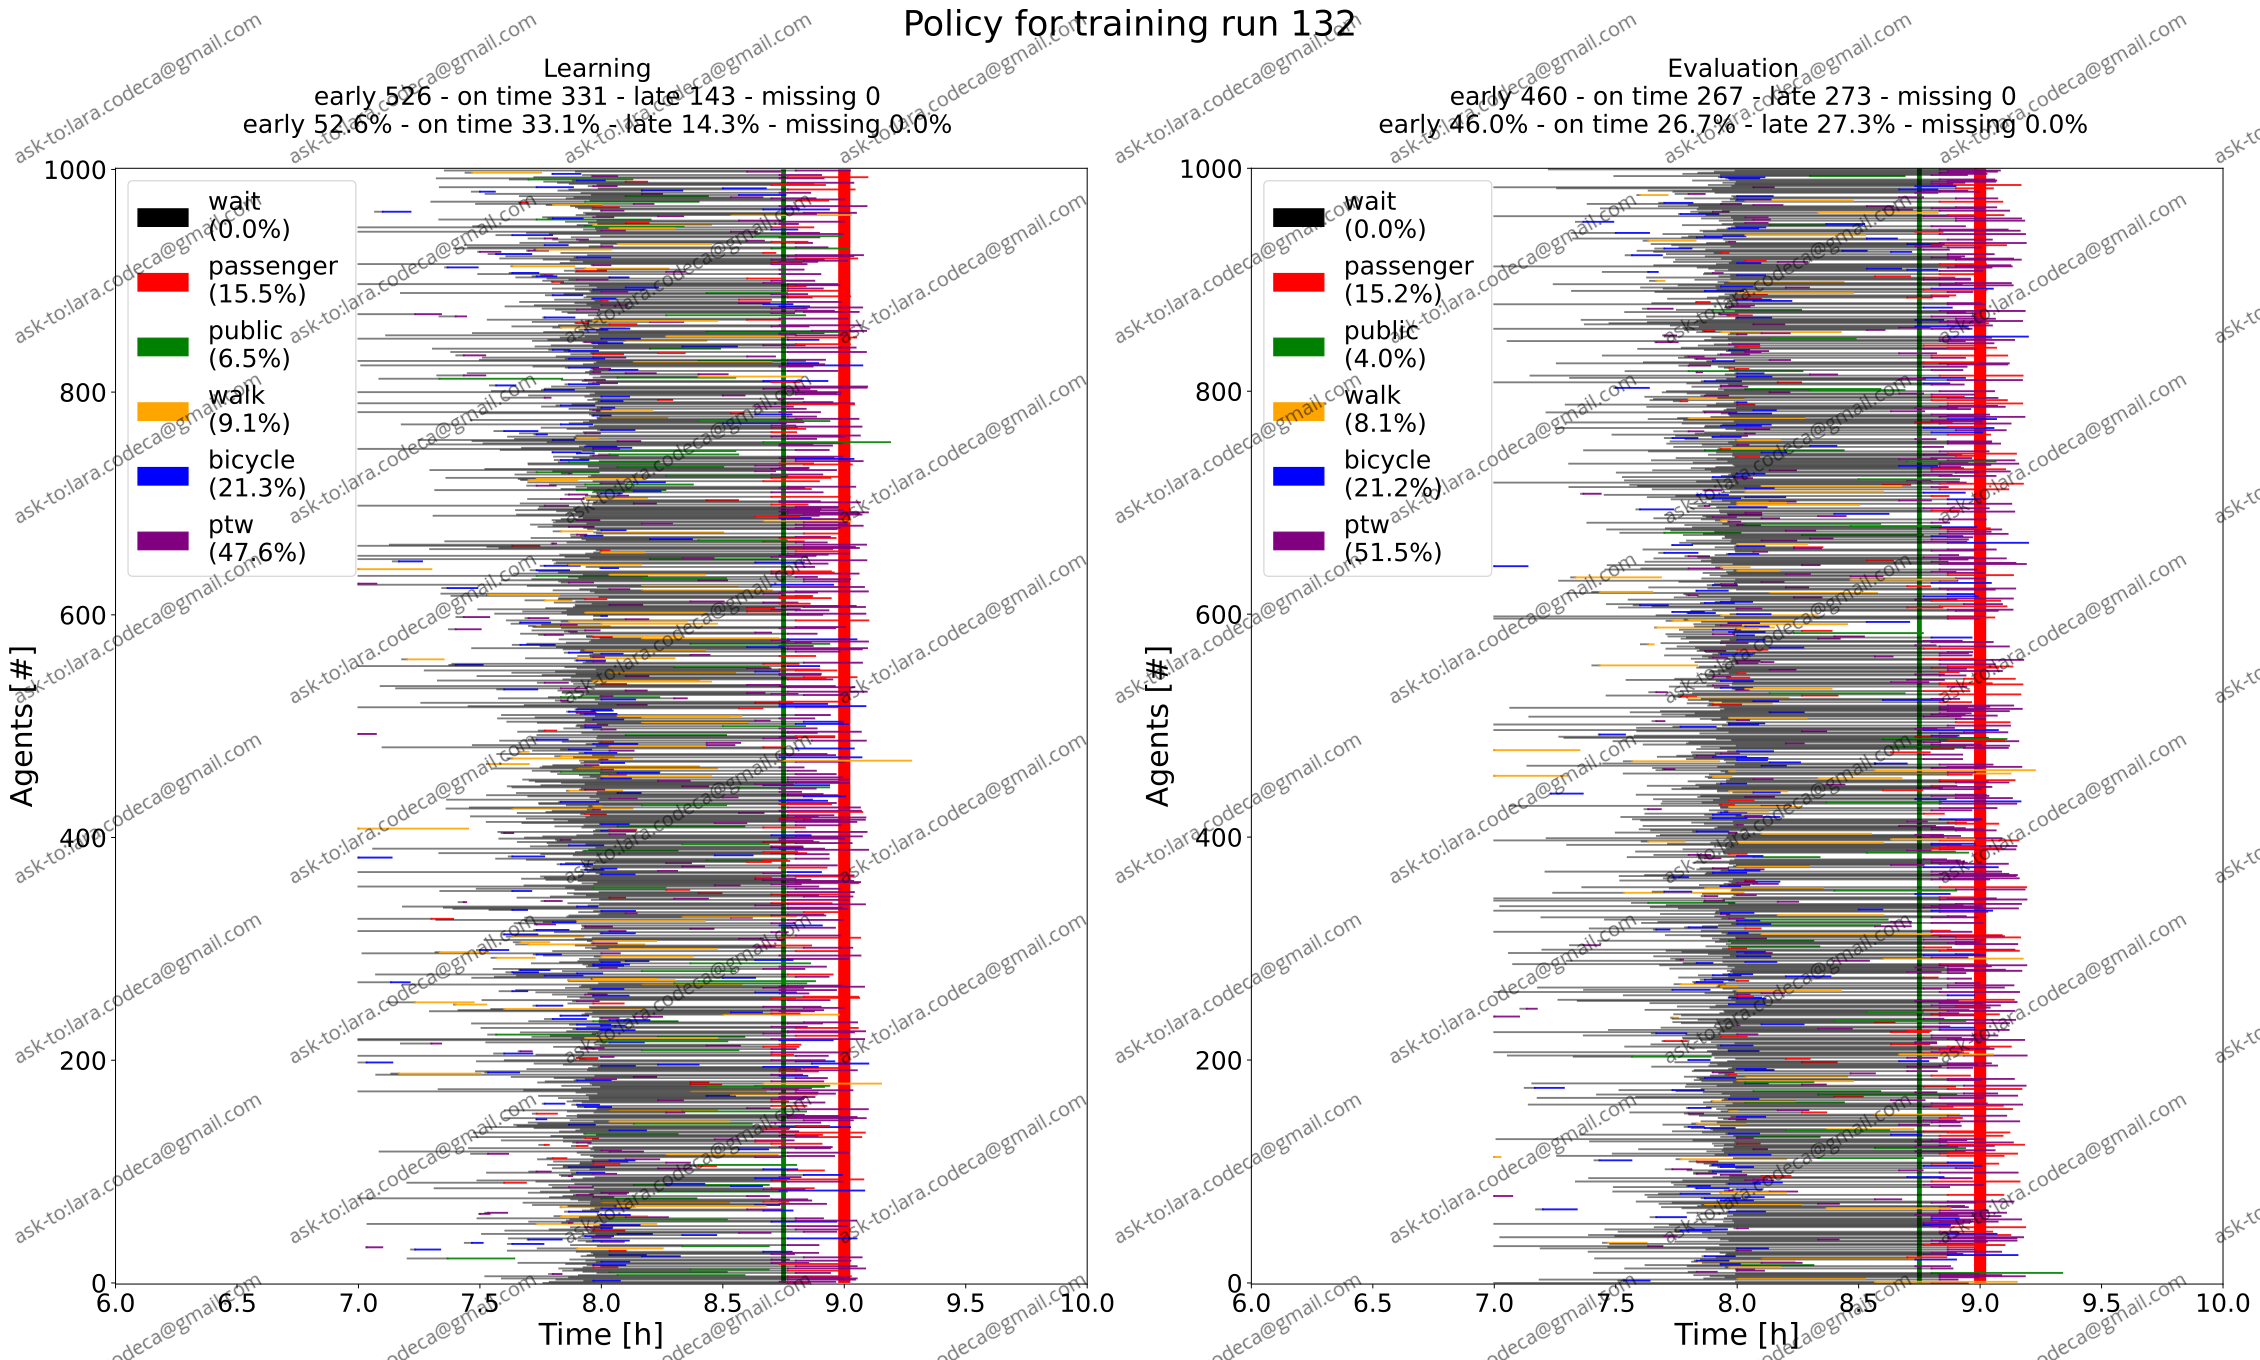 Policy for training run 132
Learning
early 526 - on time 331 - late 143 - missing 0
early 52.6% - on time 33.1% - late 14.3% - missing 0.0%
1000
800
600
400
200
0
Agents [#]
wait
(0.0%)
passenger
(15.5%)
public
(6.5%)
walk
(9.1%)
bicycle
(21.3%)
ptw
(47.6%)
6.0 6.5 7.0 7.5 8.0 8.5 9.0 9.5 10.0
Time [h]
Evaluation
early 460 - on time 267 - late 273 - missing 0
early 46.0% - on time 26.7% - late 27.3% - missing 0.0%
1000
800
600
400
200
0
Agents [#]
wait
(0.0%)
passenger
(15.2%)
public
(4.0%)
walk
(8.1%)
bicycle
(21.2%)
ptw
(51.5%)
6.0 6.5 7.0 7.5 8.0 8.5 9.0 9.5 10.0
Time [h]
ask-to:lara.codeca@gmail.com